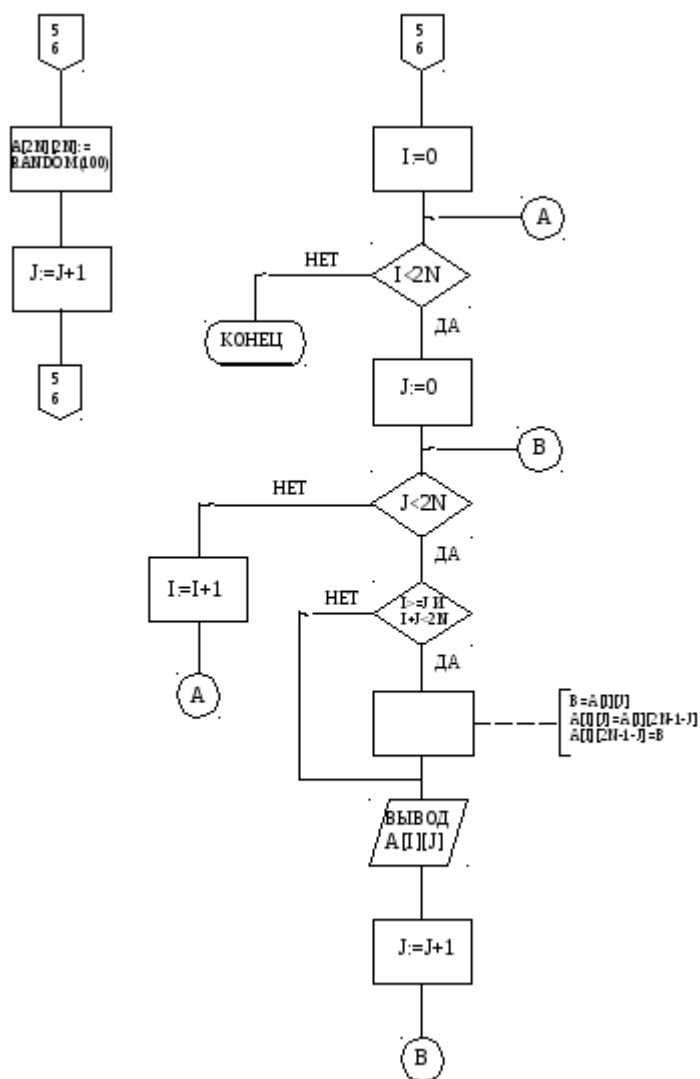 5
6
A[2N][2N]:=
RANDOM(100)
J:=J+1
5
6
5
6
I:=0
A
I<2N
НЕТ
КОНЕЦ
ДА
J:=0
B
J<2N
НЕТ
I:=I+1
A
ДА
I>=J И
I+J<2N
НЕТ
ДА
B=A[I][J]
A[I][J]=A[I][2N+1-J]
A[I][2N-1-J]=B
ВЫВОД
A[I][J]
J:=J+1
B